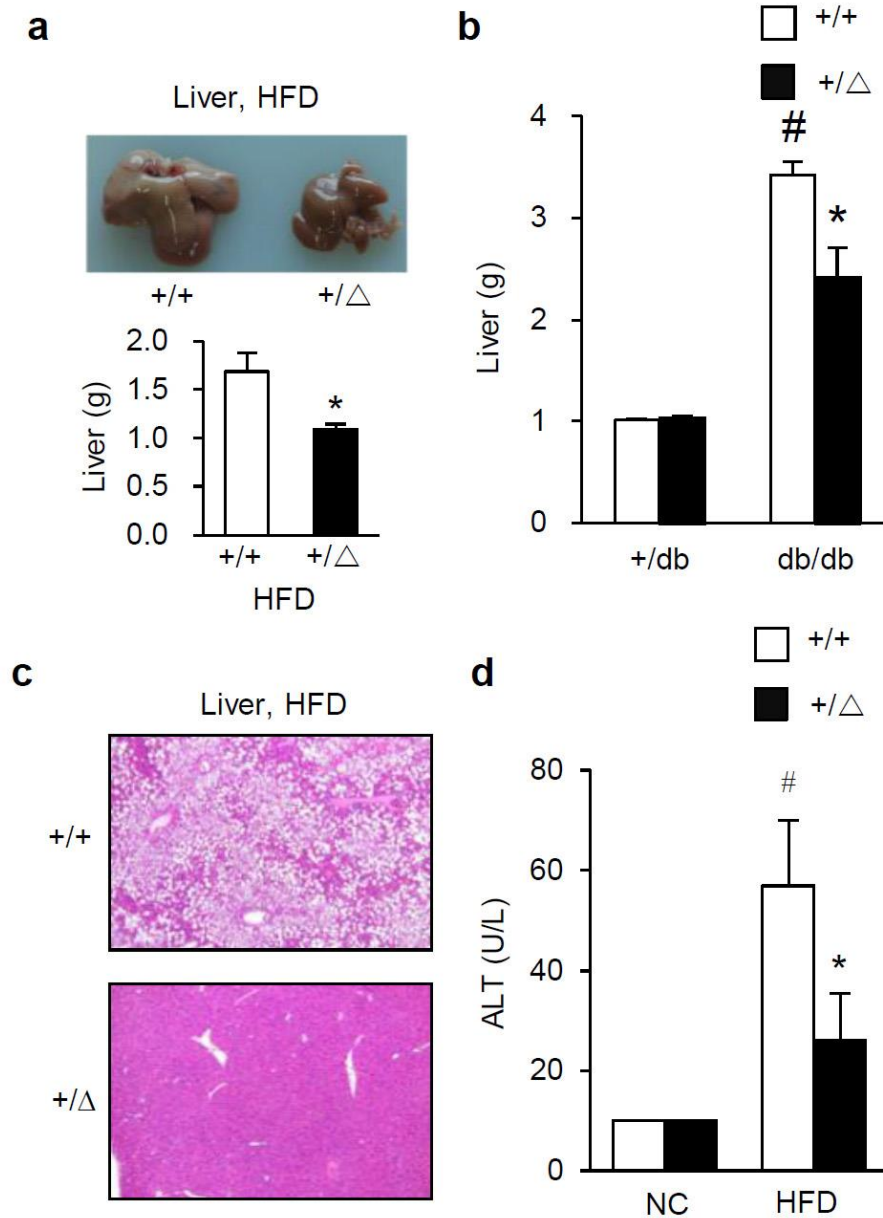 a
Liver, HFD
+/+ +/△
Liver (g)
2.0
1.5
1.0
0.5
0.0
*
+/+ +/△
HFD
b
+/+
+/△
Liver (g)
4
3
2
1
0
#
*
+/db db/db
c
Liver, HFD
+/+
+/Δ
d
+/+
+/△
ALT (U/L)
80
60
40
20
0
#
*
NC HFD